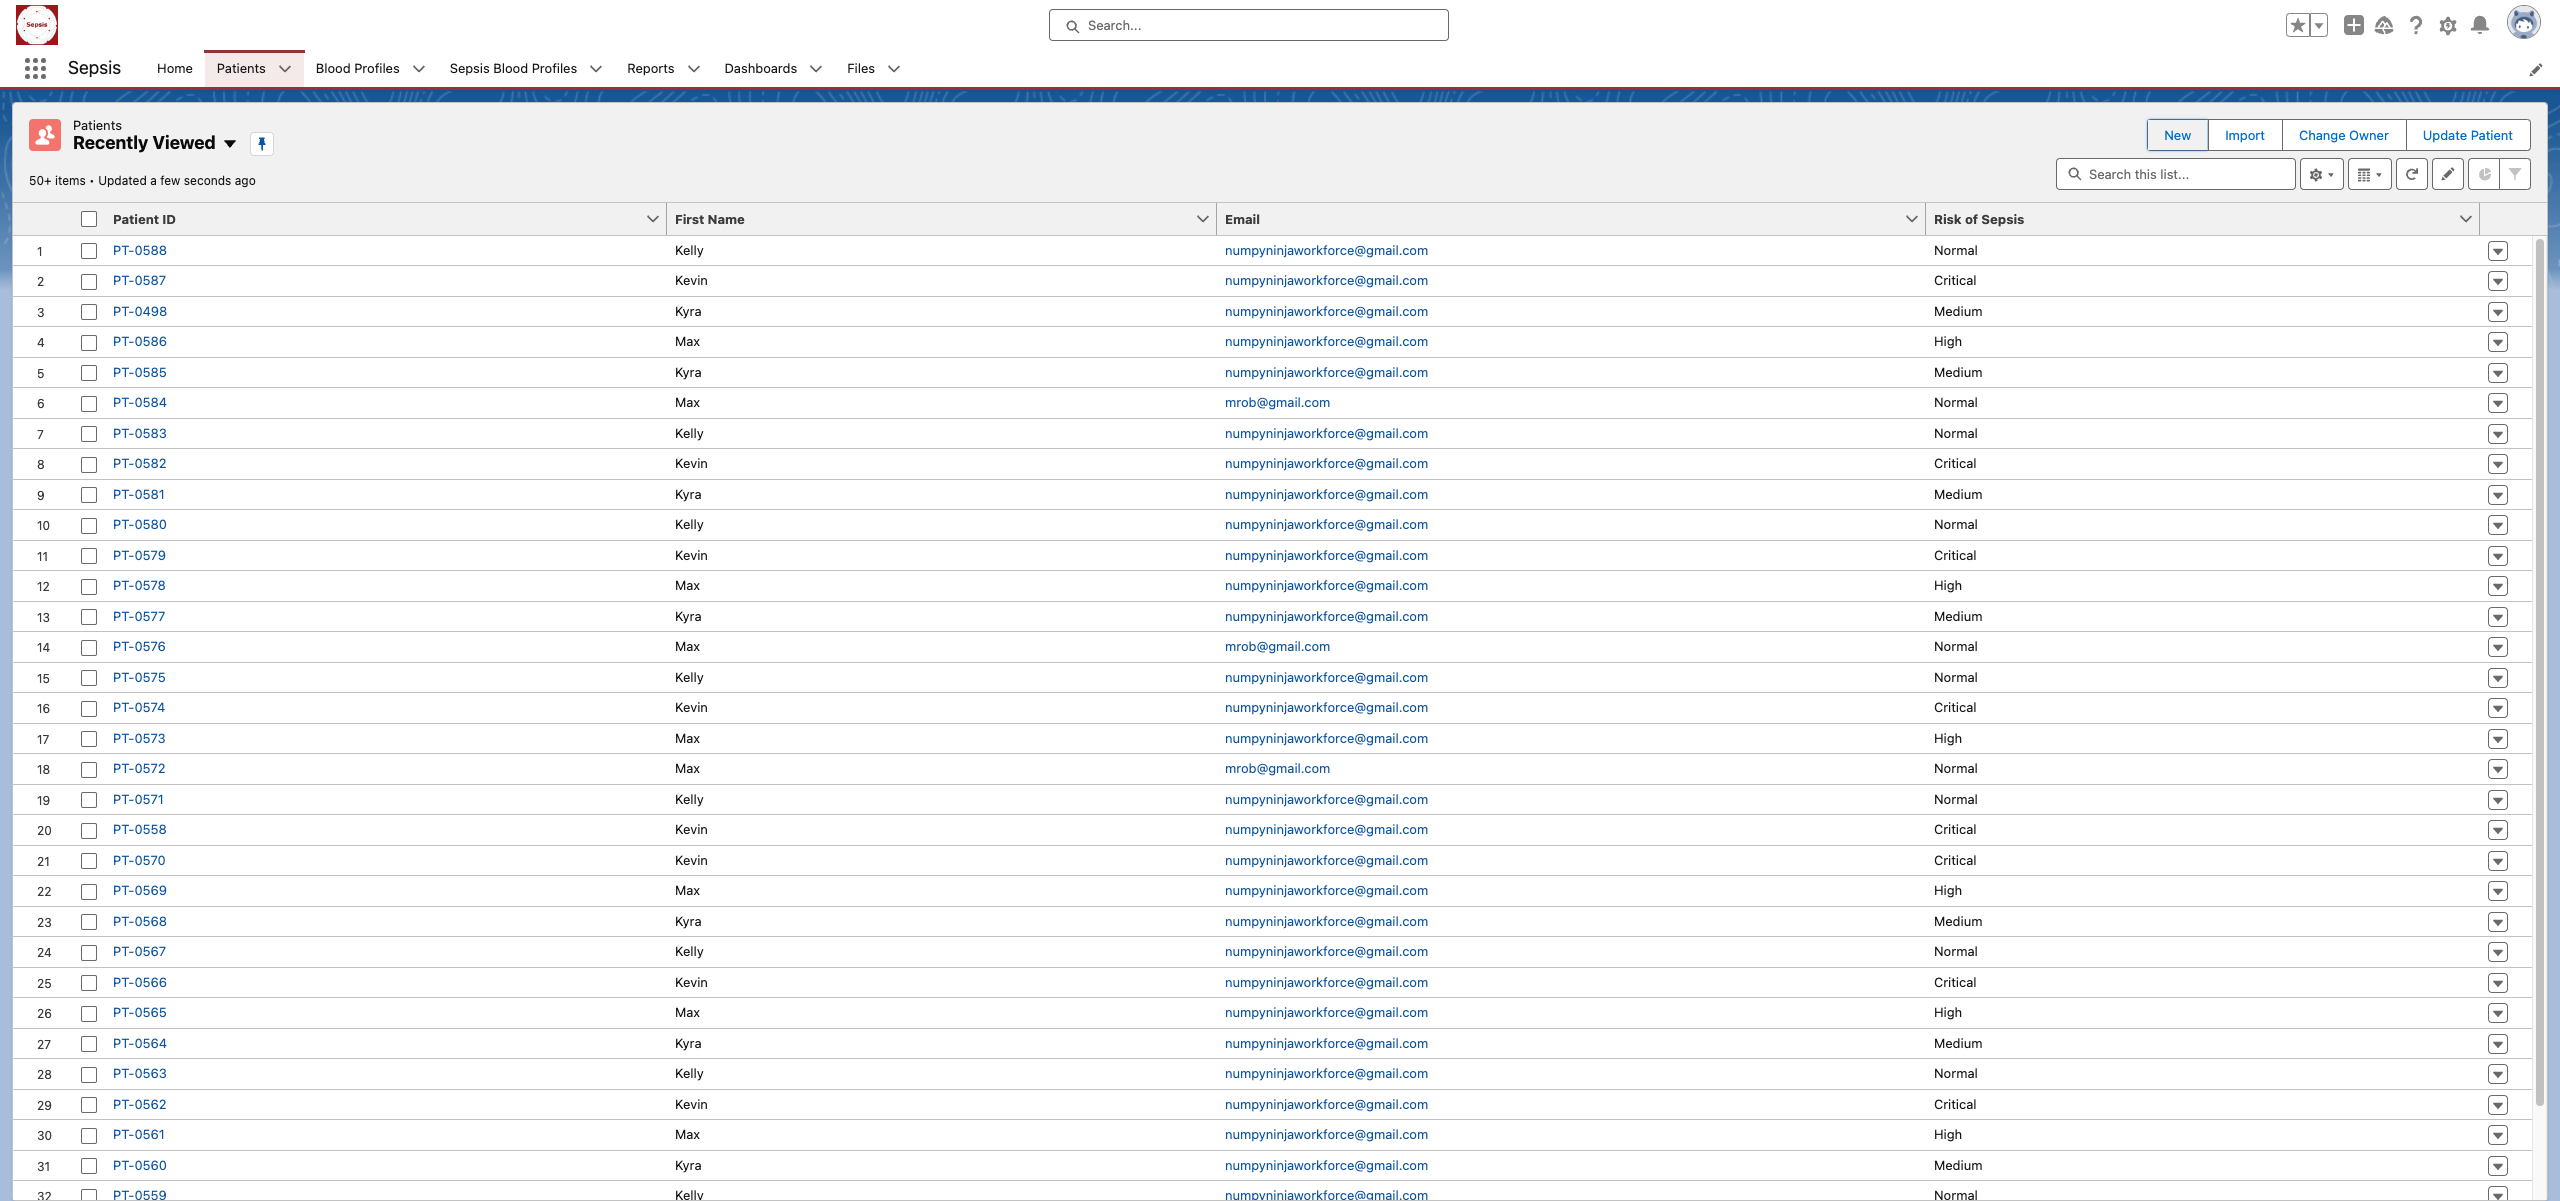 Sepsis
Search...
Sepsis Home Patients Blood Profiles Sepsis Blood Profiles Reports Dashboards Files
Patients
Recently Viewed
New Import Change Owner Update Patient
50+ items • Updated a few seconds ago
Search this list...
Patient ID First Name Email Risk of Sepsis
1 PT-0588 Kelly numpyninjaworkforce@gmail.com Normal
2 PT-0587 Kevin numpyninjaworkforce@gmail.com Critical
3 PT-0498 Kyra numpyninjaworkforce@gmail.com Medium
4 PT-0586 Max numpyninjaworkforce@gmail.com High
5 PT-0585 Kyra numpyninjaworkforce@gmail.com Medium
6 PT-0584 Max mrob@gmail.com Normal
7 PT-0583 Kelly numpyninjaworkforce@gmail.com Normal
8 PT-0582 Kevin numpyninjaworkforce@gmail.com Critical
9 PT-0581 Kyra numpyninjaworkforce@gmail.com Medium
10 PT-0580 Kelly numpyninjaworkforce@gmail.com Normal
11 PT-0579 Kevin numpyninjaworkforce@gmail.com Critical
12 PT-0578 Max numpyninjaworkforce@gmail.com High
13 PT-0577 Kyra numpyninjaworkforce@gmail.com Medium
14 PT-0576 Max mrob@gmail.com Normal
15 PT-0575 Kelly numpyninjaworkforce@gmail.com Normal
16 PT-0574 Kevin numpyninjaworkforce@gmail.com Critical
17 PT-0573 Max numpyninjaworkforce@gmail.com High
18 PT-0572 Max mrob@gmail.com Normal
19 PT-0571 Kelly numpyninjaworkforce@gmail.com Normal
20 PT-0558 Kevin numpyninjaworkforce@gmail.com Critical
21 PT-0570 Kevin numpyninjaworkforce@gmail.com Critical
22 PT-0569 Max numpyninjaworkforce@gmail.com High
23 PT-0568 Kyra numpyninjaworkforce@gmail.com Medium
24 PT-0567 Kelly numpyninjaworkforce@gmail.com Normal
25 PT-0566 Kevin numpyninjaworkforce@gmail.com Critical
26 PT-0565 Max numpyninjaworkforce@gmail.com High
27 PT-0564 Kyra numpyninjaworkforce@gmail.com Medium
28 PT-0563 Kelly numpyninjaworkforce@gmail.com Normal
29 PT-0562 Kevin numpyninjaworkforce@gmail.com Critical
30 PT-0561 Max numpyninjaworkforce@gmail.com High
31 PT-0560 Kyra numpyninjaworkforce@gmail.com Medium
32 PT-0559 Kelly numpyninjaworkforce@gmail.com Normal